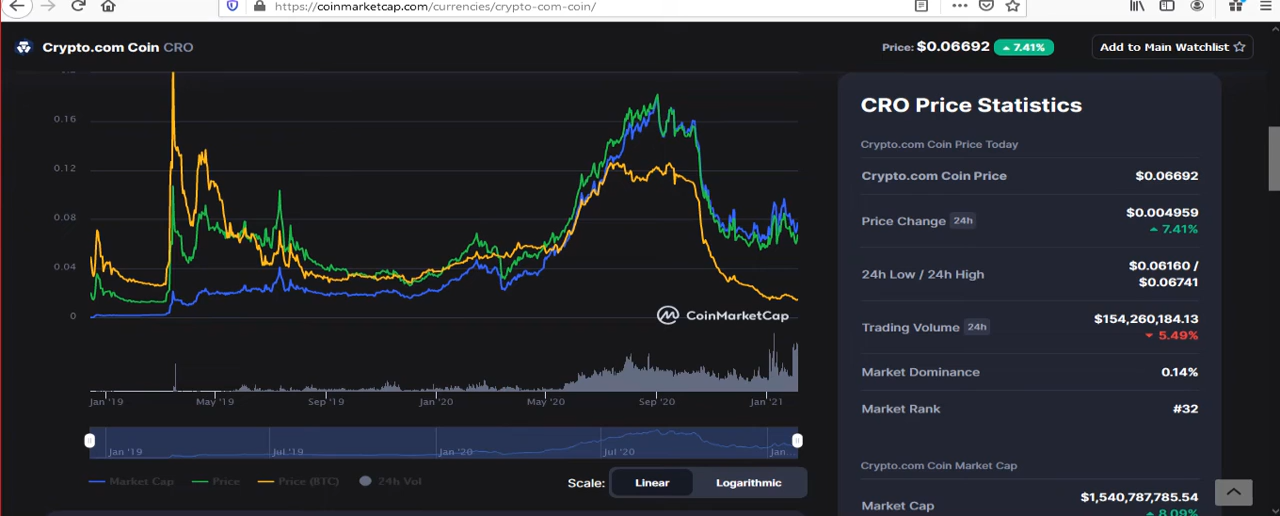 https://coinmarketcap.com/currencies/crypto-com-coin/
Crypto.com Coin CRO
Price: $0.06692 7.41%
Add to Main Watchlist
0.16
0.12
0.08
0.04
0
CoinMarketCap
Jan '19 May '19 Sep '19 Jan '20 May '20 Sep '20 Jan '21
Jan '19 Jul '19 Jan '20 Jul '20 Jan...
Market Cap Price Price (BTC) 24h Vol
Scale: Linear Logarithmic
CRO Price Statistics
Crypto.com Coin Price Today
Crypto.com Coin Price $0.06692
Price Change 24h $0.004959
7.41%
24h Low / 24h High $0.06160 /
$0.06741
Trading Volume 24h $154,260,184.13
5.49%
Market Dominance 0.14%
Market Rank #32
Crypto.com Coin Market Cap
Market Cap $1,540,787,785.54
8.09%